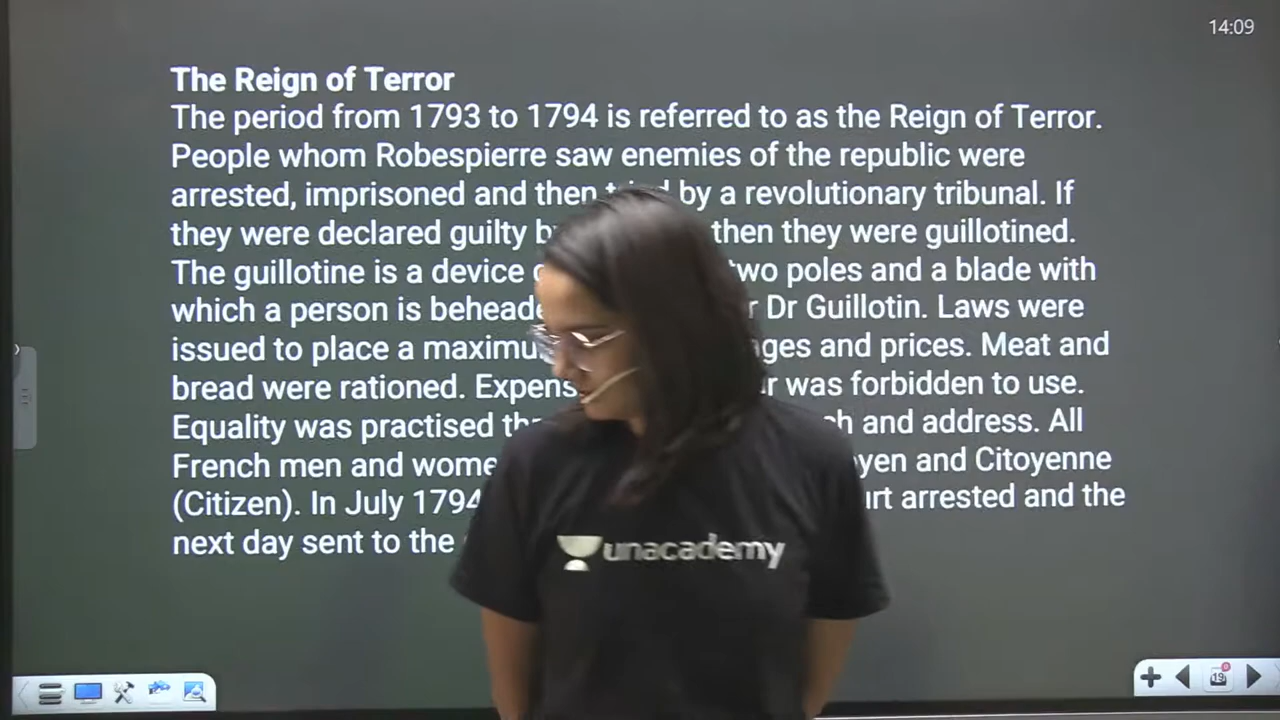 14:09
The Reign of Terror
The period from 1793 to 1794 is referred to as the Reign of Terror.
People whom Robespierre saw enemies of the republic were
arrested, imprisoned and then tried by a revolutionary tribunal. If
they were declared guilty then they were guillotined.
The guillotine is a device two poles and a blade with
which a person is Dr Guillotin. Laws were
issued to place a and prices. Meat and
bread were rationed. was forbidden to use.
Equality was practised and address. All
French men and and Citoyenne
(Citizen). In July 1794 arrested and the
next day sent to the
unacademy
19